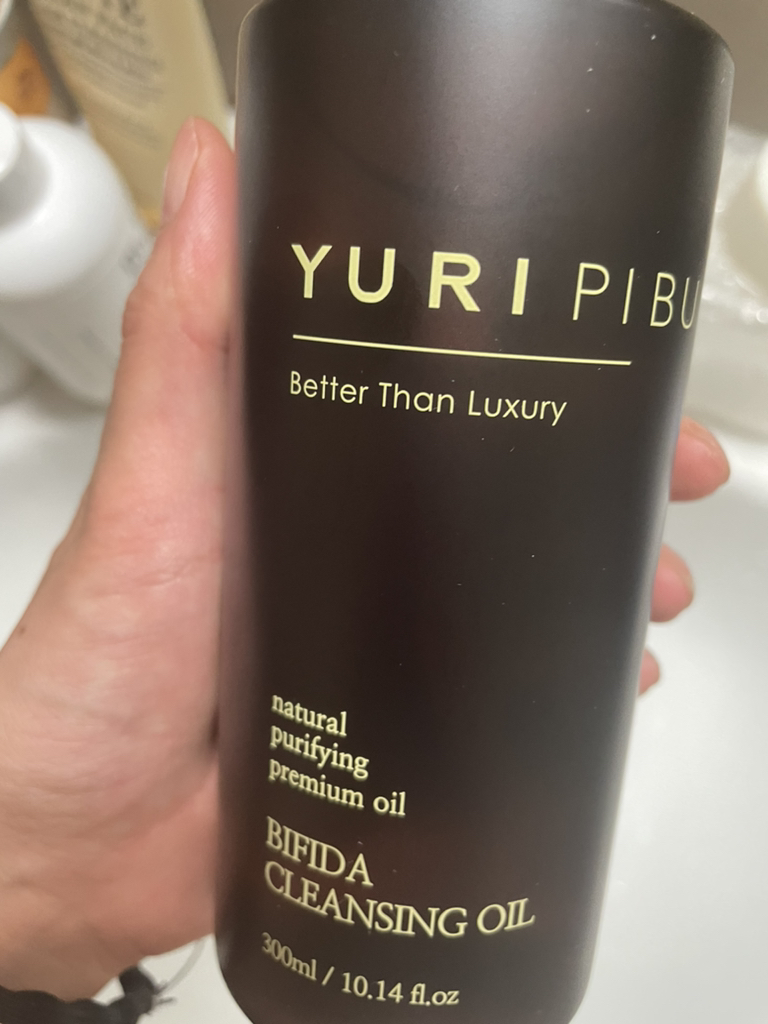 YURI PIBU
Better Than Luxury
natural
purifying
premium oil
BIFIDA
CLEANSING OIL
300ml / 10.14 fl.oz